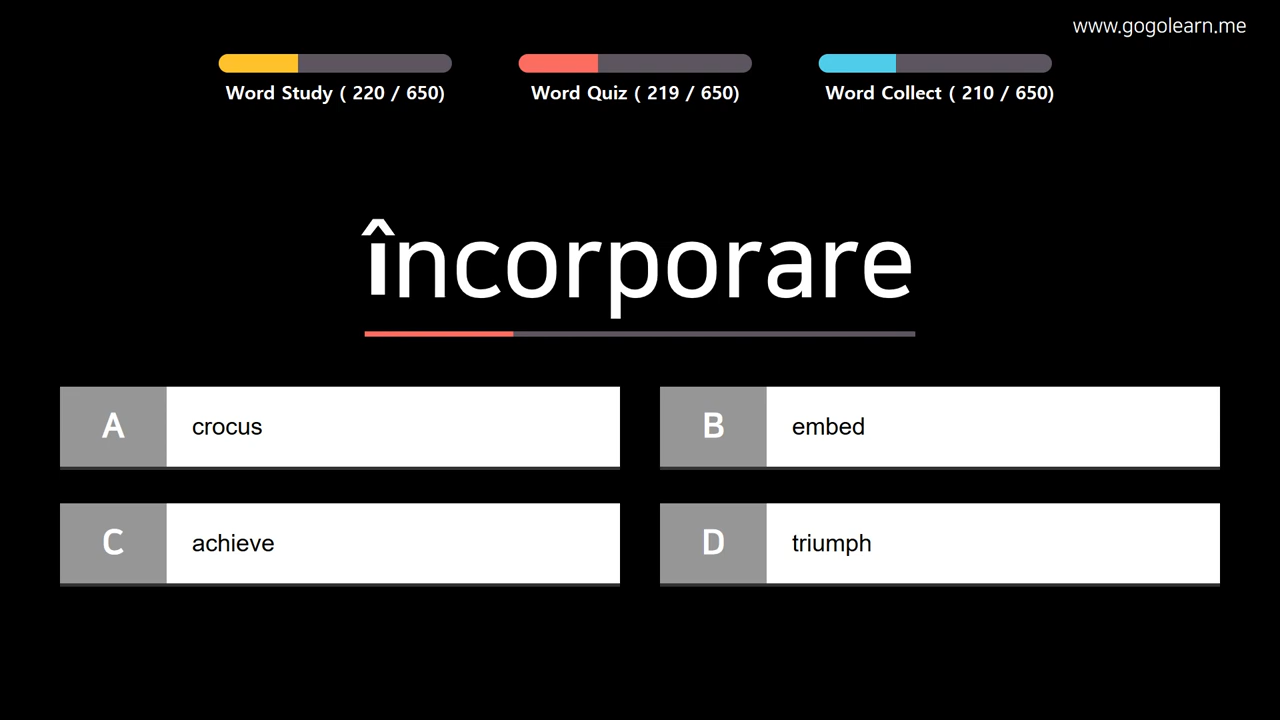 www.gogolearn.me
Word Study ( 220 / 650)
Word Quiz ( 219 / 650)
Word Collect ( 210 / 650)
încorporare
A crocus
B embed
C achieve
D triumph